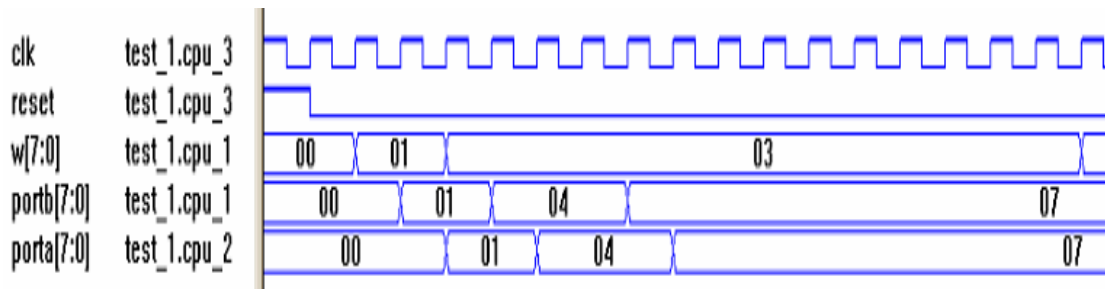 clk test_1.cpu_3
reset test_1.cpu_3
w[7:0] test_1.cpu_1 00 01 03
portb[7:0] test_1.cpu_1 00 01 04 07
porta[7:0] test_1.cpu_2 00 01 04 07